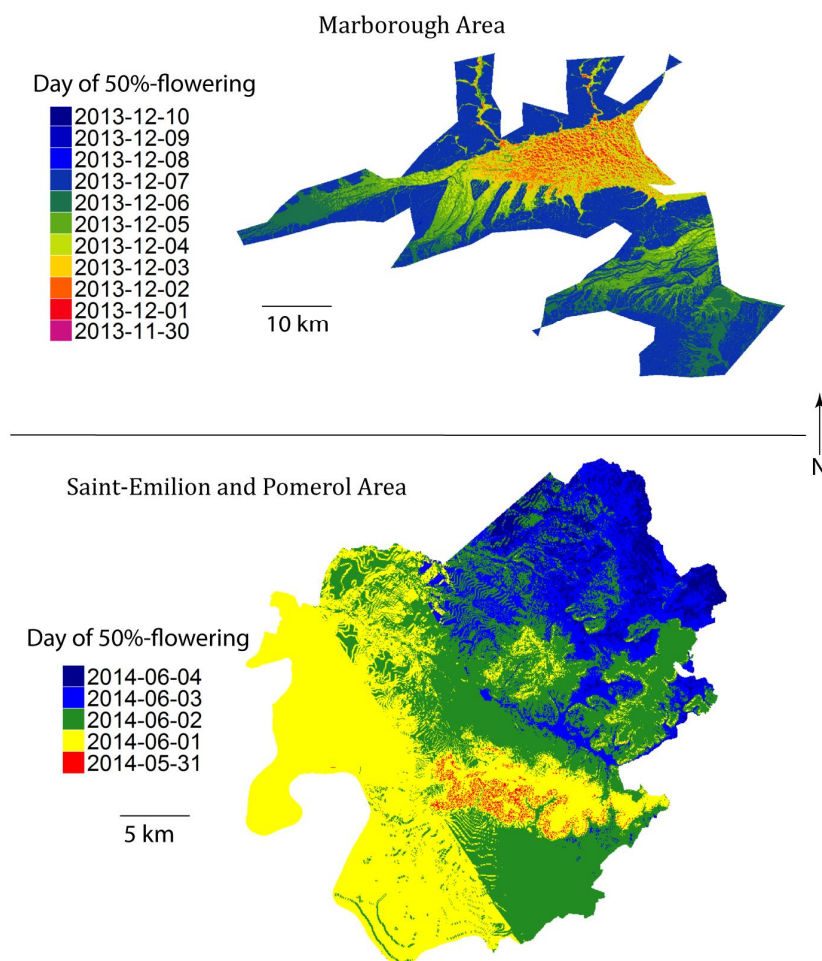 Marborough Area
Day of 50%-flowering
2013-12-10
2013-12-09
2013-12-08
2013-12-07
2013-12-06
2013-12-05
2013-12-04
2013-12-03
2013-12-02
2013-12-01
2013-11-30
10 km
N
Saint-Emilion and Pomerol Area
Day of 50%-flowering
2014-06-04
2014-06-03
2014-06-02
2014-06-01
2014-05-31
5 km